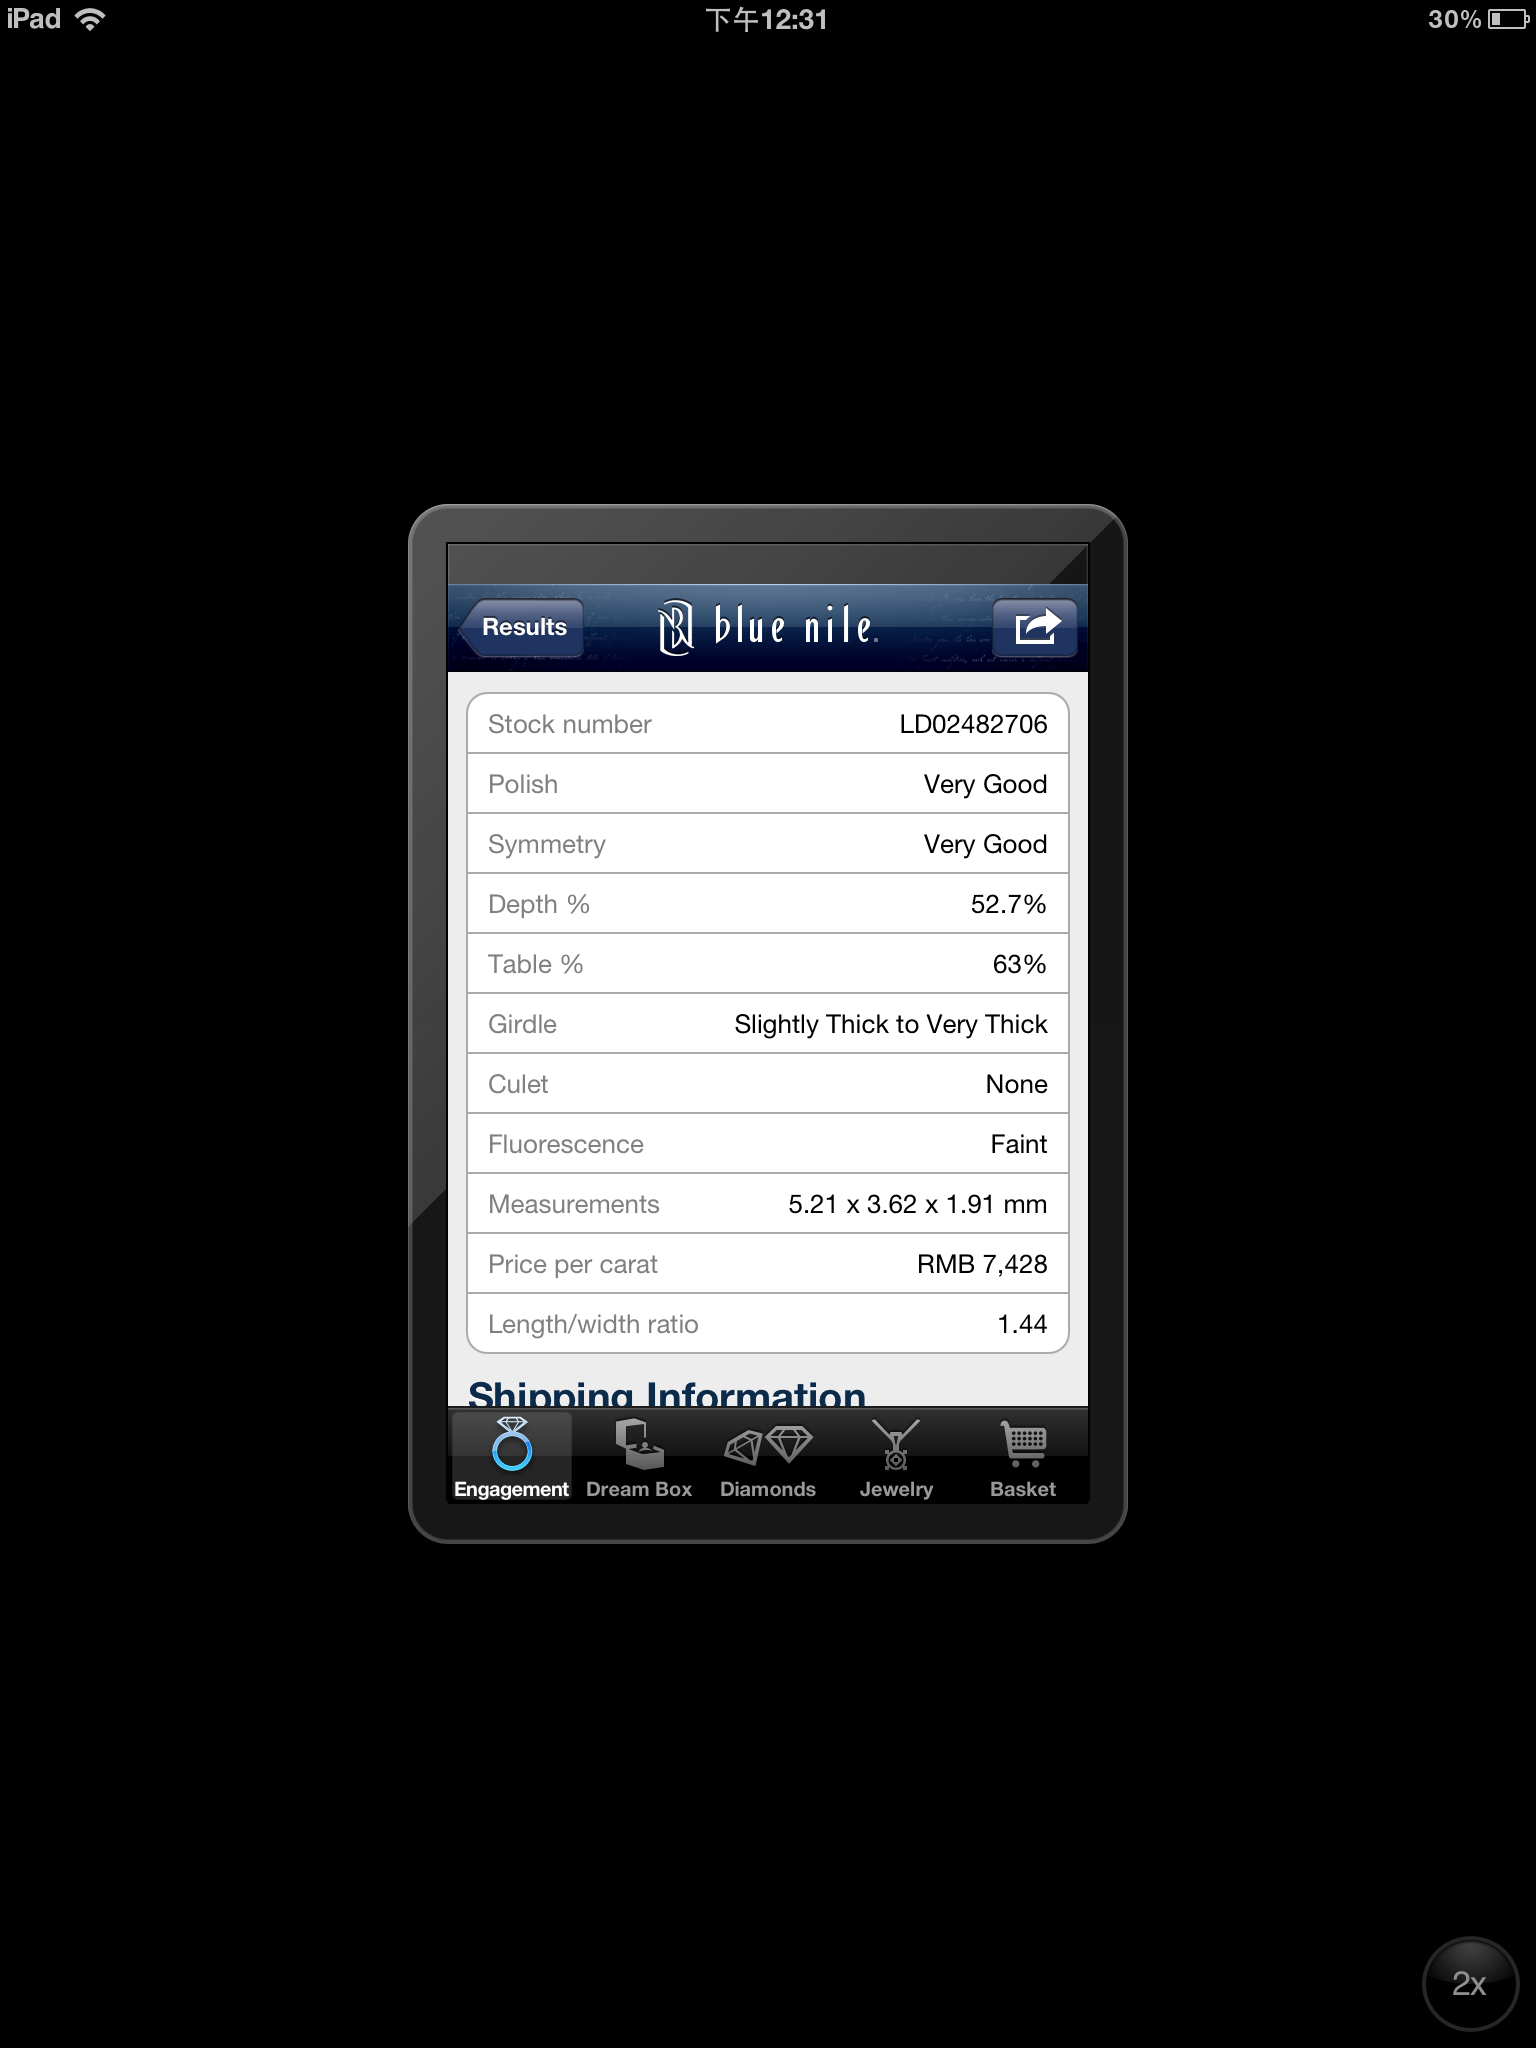 iPad 下午12:31 30%
Results blue nile.
Stock number LD02482706
Polish Very Good
Symmetry Very Good
Depth % 52.7%
Table % 63%
Girdle Slightly Thick to Very Thick
Culet None
Fluorescence Faint
Measurements 5.21 x 3.62 x 1.91 mm
Price per carat RMB 7,428
Length/width ratio 1.44
Shipping Information
Engagement Dream Box Diamonds Jewelry Basket
2x